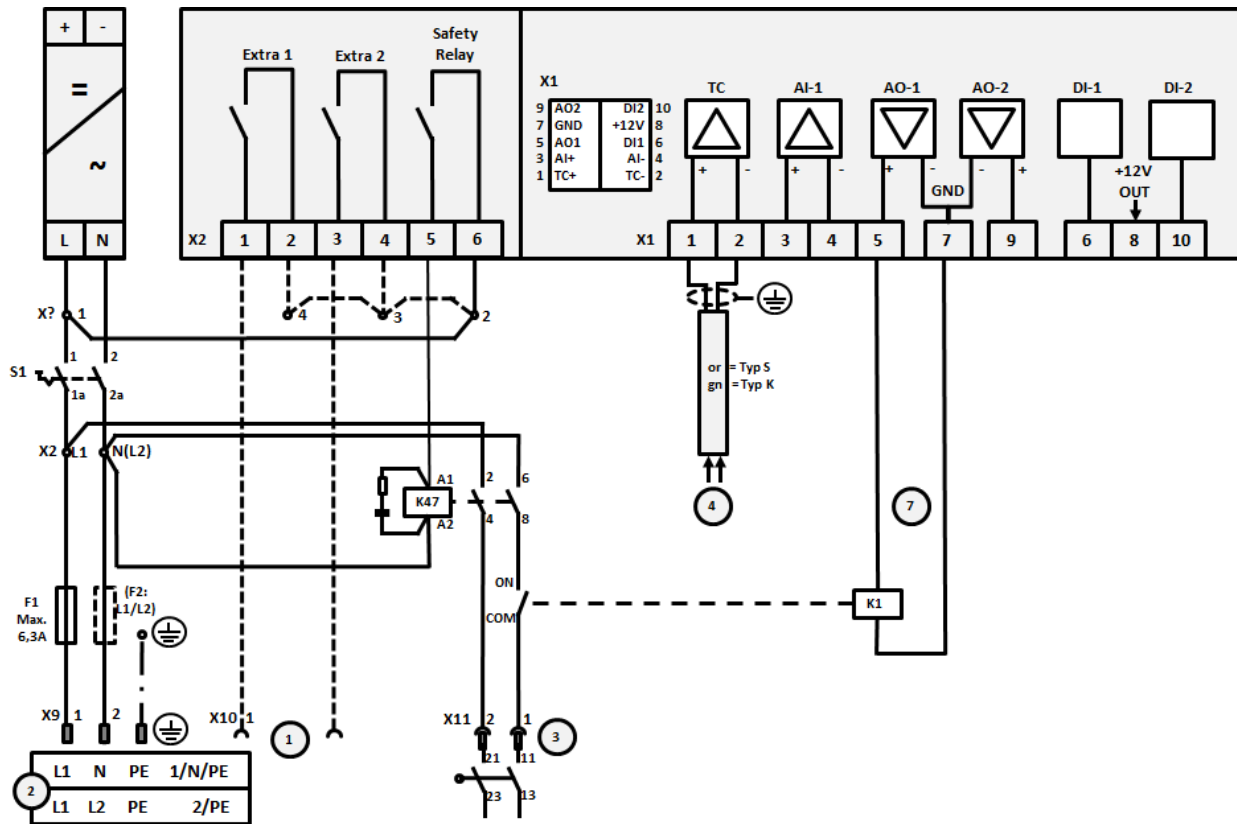 + -
=
~
L N
Extra 1
Extra 2
Safety
Relay
X2 1 2 3 4 5 6
X1
9 AO2 DI2 10
7 GND +12V 8
5 AO1 DI1 6
3 AI+ AI- 4
1 TC+ TC- 2
TC AI-1 AO-1 AO-2 DI-1 DI-2
+ - + - + - - +
GND
+12V
OUT
X1 1 2 3 4 5 7 9 6 8 10
X? 1
4 3 2
1 2
S1
1a 2a
or = Typ S
gn = Typ K
X2 L1 N(L2)
A1
K47
A2
2 6
4 8
4
7
F1
Max.
6,3A
(F2:
L1/L2)
ON
COM
K1
X9 1 2
X10 1
1
X11 2 1
3
21 11
23 13
2
L1 N PE 1/N/PE
L1 L2 PE 2/PE